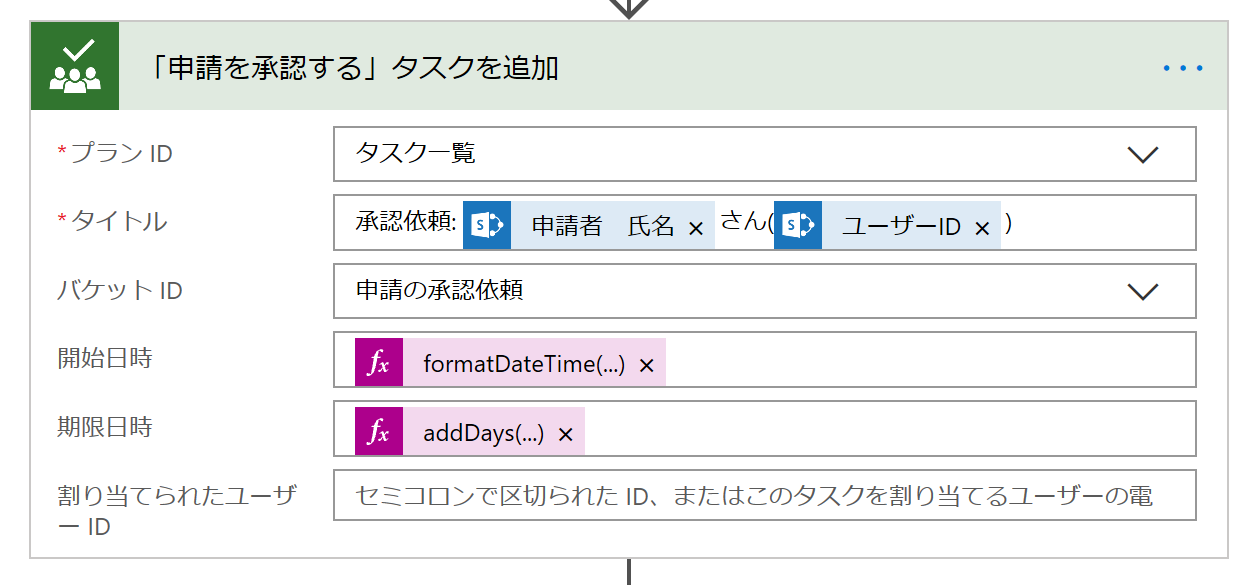 「申請を承認する」タスクを追加 ...
*プラン ID タスク一覧
*タイトル 承認依頼: S 申請者 氏名 × さん( S ユーザーID × )
バケット ID 申請の承認依頼
開始日時 fx formatDateTime(...) ×
期限日時 fx addDays(...) ×
割り当てられたユーザ セミコロンで区切られた ID、またはこのタスクを割り当てるユーザーの電
ー ID